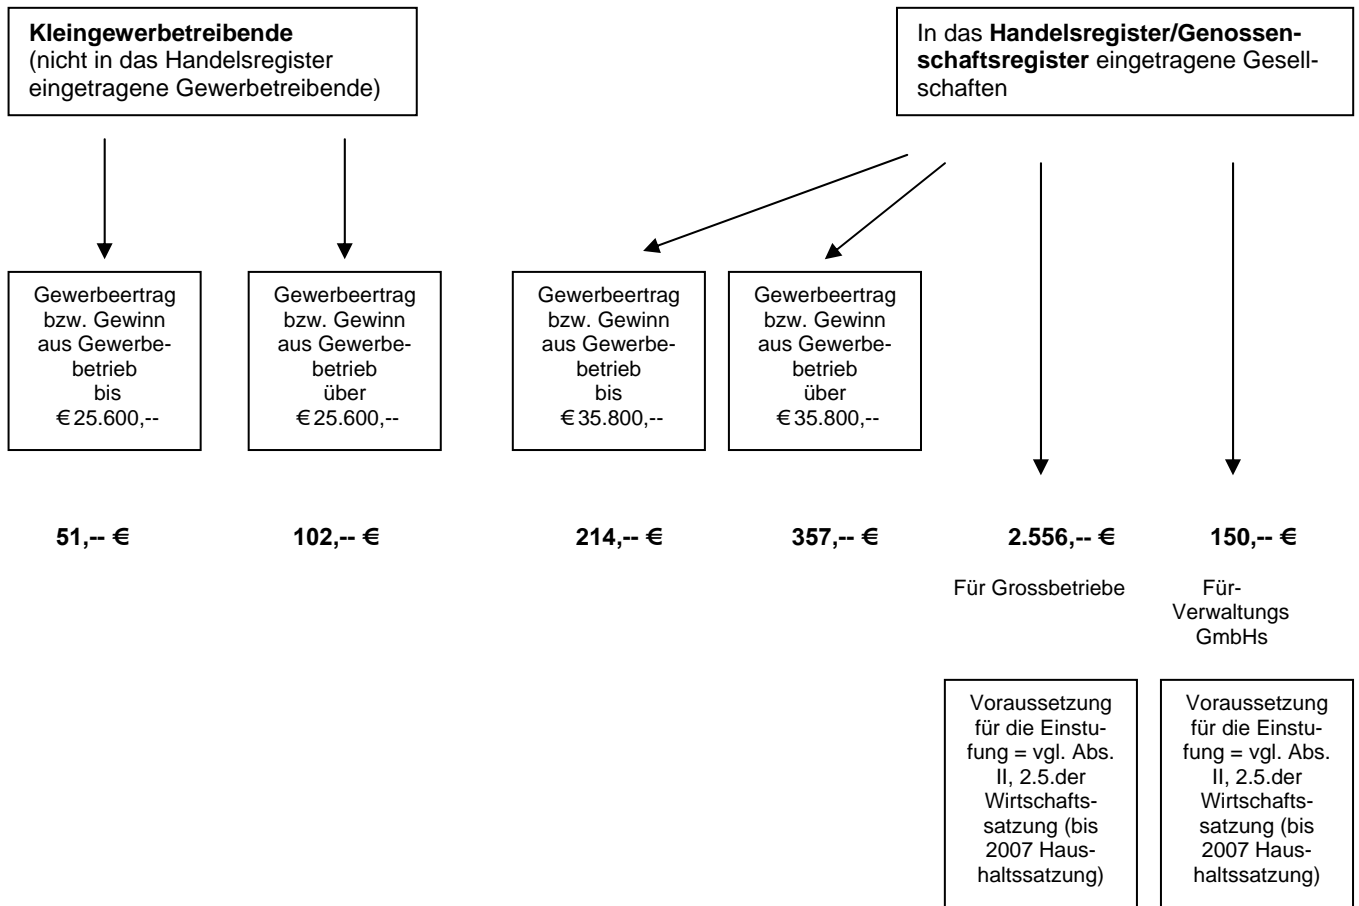 Kleingewerbetreibende
(nicht in das Handelsregister
eingetragene Gewerbetreibende)
In das Handelsregister/Genossen-
schaftsregister eingetragene Gesell-
schaften
Gewerbeertrag
bzw. Gewinn
aus Gewerbe-
betrieb
bis
€ 25.600,--
Gewerbeertrag
bzw. Gewinn
aus Gewerbe-
betrieb
über
€ 25.600,--
Gewerbeertrag
bzw. Gewinn
aus Gewerbe-
betrieb
bis
€ 35.800,--
Gewerbeertrag
bzw. Gewinn
aus Gewerbe-
betrieb
über
€ 35.800,--
51,-- €
102,-- €
214,-- €
357,-- €
2.556,-- €
150,-- €
Für Grossbetriebe
Für-
Verwaltungs
GmbHs
Voraussetzung
für die Einstu-
fung = vgl. Abs.
II, 2.5.der
Wirtschafts-
satzung (bis
2007 Haus-
haltssatzung)
Voraussetzung
für die Einstu-
fung = vgl. Abs.
II, 2.5.der
Wirtschafts-
satzung (bis
2007 Haus-
haltssatzung)